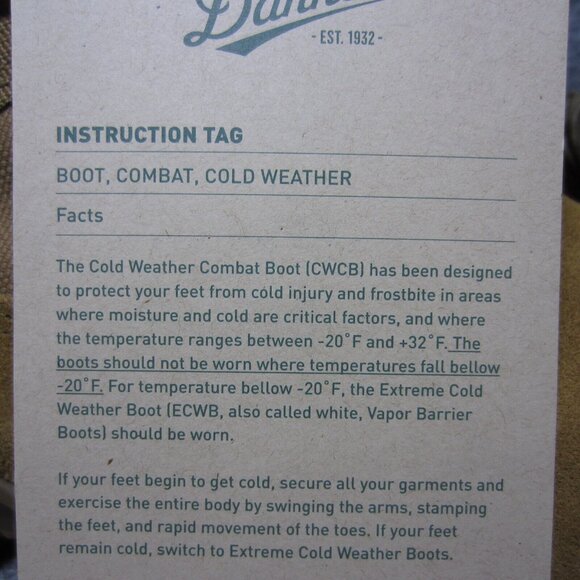 - EST. 1932 -
INSTRUCTION TAG
BOOT, COMBAT, COLD WEATHER
Facts
The Cold Weather Combat Boot (CWCB) has been designed
to protect your feet from cold injury and frostbite in areas
where moisture and cold are critical factors, and where
the temperature ranges between -20˚F and +32˚F. The
boots should not be worn where temperatures fall bellow
-20˚F. For temperature bellow -20˚F, the Extreme Cold
Weather Boot (ECWB, also called white, Vapor Barrier
Boots) should be worn.
If your feet begin to get cold, secure all your garments and
exercise the entire body by swinging the arms, stamping
the feet, and rapid movement of the toes. If your feet
remain cold, switch to Extreme Cold Weather Boots.